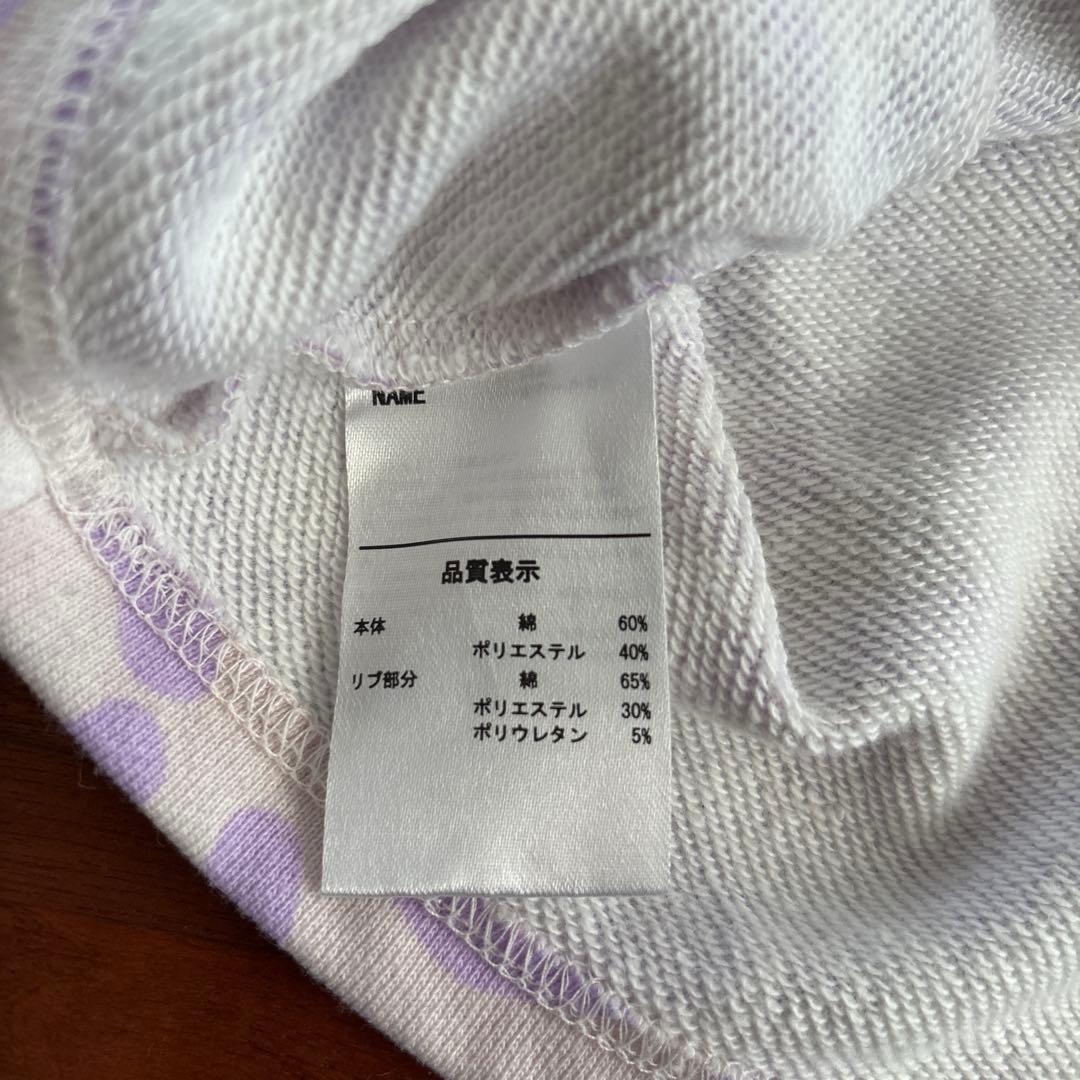 NAME
品質表示
本体 綿 60%
ポリエステル 40%
リブ部分 綿 65%
ポリエステル 30%
ポリウレタン 5%